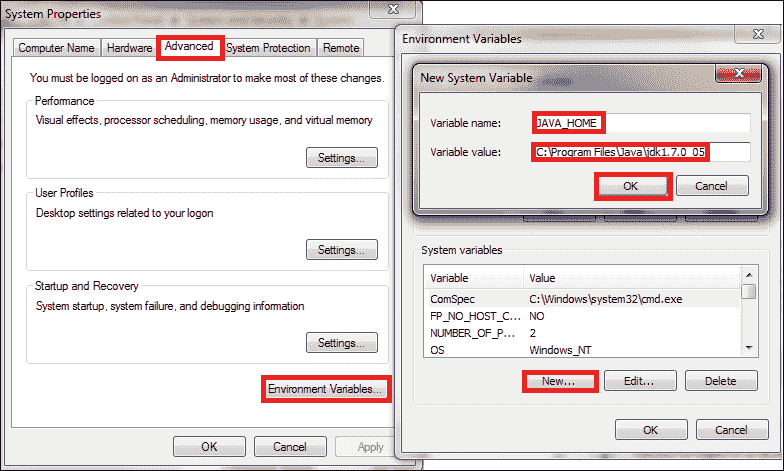 System Properties
Computer Name Hardware Advanced System Protection Remote
You must be logged on as an Administrator to make most of these changes.
Performance
Visual effects, processor scheduling, memory usage, and virtual memory
Settings...
User Profiles
Desktop settings related to your logon
Settings...
Startup and Recovery
System startup, system failure, and debugging information
Settings...
Environment Variables...
OK Cancel Apply
Environment Variables
New System Variable
Variable name: JAVA_HOME
Variable value: C:\Program Files\Java\jdk1.7.0_05
OK Cancel
System variables
Variable Value
ComSpec C:\Windows\system32\cmd.exe
FP_NO_HOST_C... NO
NUMBER_OF_P... 2
OS Windows_NT
New... Edit... Delete
OK Cancel